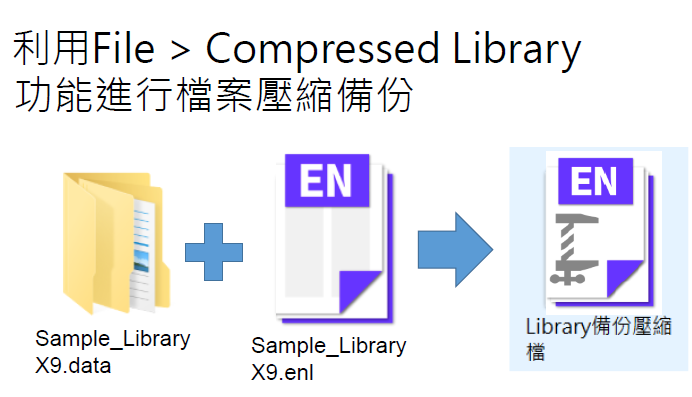 利用File > Compressed Library
功能進行檔案壓縮備份
EN
EN
Sample_Library
X9.data
Sample_Library
X9.enl
Library備份壓縮
檔